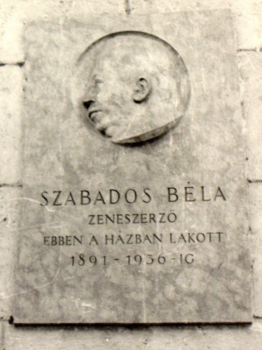 SZABADOS BÉLA
ZENESZERZŐ
EBBEN A HÁZBAN LAKOTT
1891-1936-IG